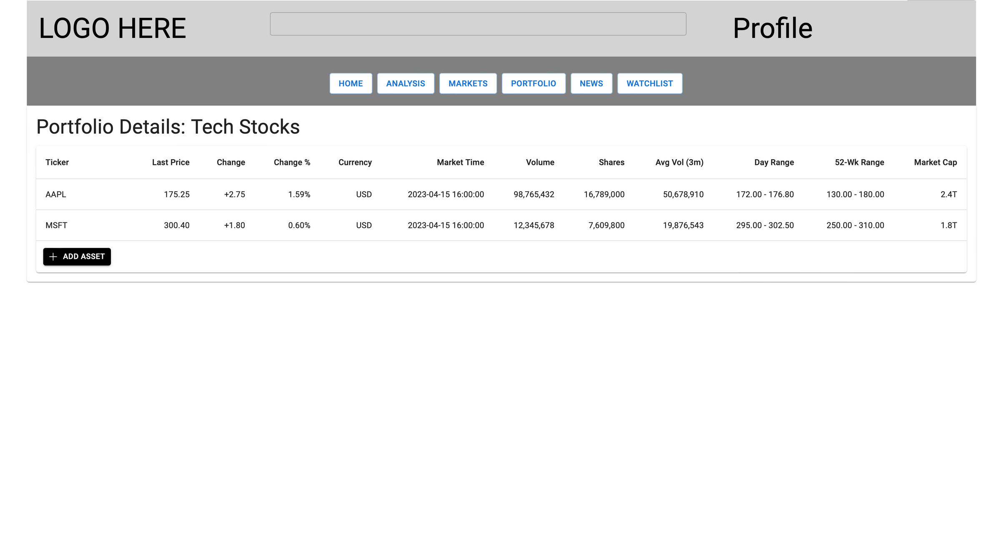 LOGO HERE Profile
HOME ANALYSIS MARKETS PORTFOLIO NEWS WATCHLIST
Portfolio Details: Tech Stocks
Ticker Last Price Change Change % Currency Market Time Volume Shares Avg Vol (3m) Day Range 52-Wk Range Market Cap
AAPL 175.25 +2.75 1.59% USD 2023-04-15 16:00:00 98,765,432 16,789,000 50,678,910 172.00 - 176.80 130.00 - 180.00 2.4T
MSFT 300.40 +1.80 0.60% USD 2023-04-15 16:00:00 12,345,678 7,609,800 19,876,543 295.00 - 302.50 250.00 - 310.00 1.8T
ADD ASSET